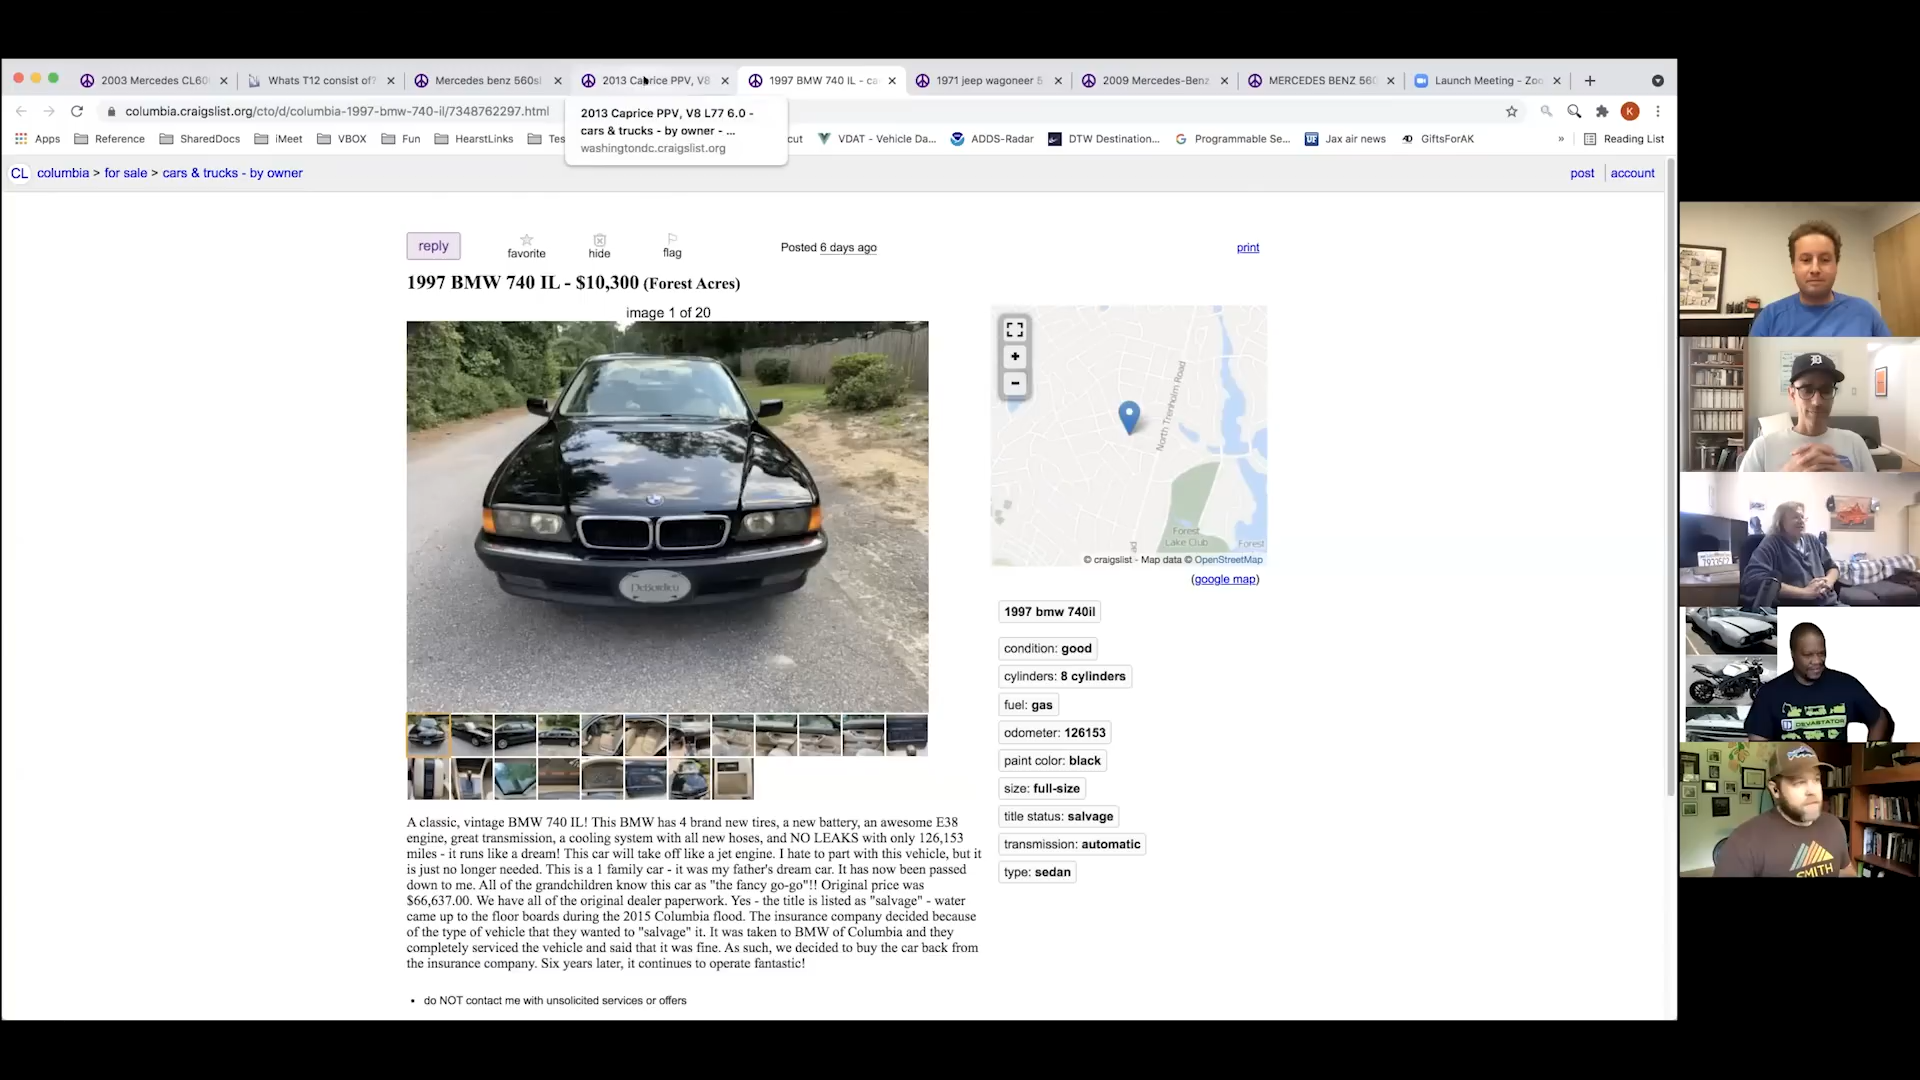 2003 Mercedes CL60
Whats T12 consist of?
Mercedes benz 560sl
2013 Caprice PPV, V8
1997 BMW 740 IL - ca
1971 jeep wagoneer 5
2009 Mercedes-Benz
MERCEDES BENZ 560
Launch Meeting - Zoo
columbia.craigslist.org/cto/d/columbia-1997-bmw-740-il/7348762297.html
K
2013 Caprice PPV, V8 L77 6.0 -
cars & trucks - by owner - ...
washingtondc.craigslist.org
Apps
Reference
SharedDocs
iMeet
VBOX
Fun
HearstLinks
Tes
cut
VDAT - Vehicle Da...
ADDS-Radar
DTW Destination...
Programmable Se...
UF
Jax air news
GiftsForAK
»
Reading List
CL columbia > for sale > cars & trucks - by owner
post
account
reply
favorite
hide
flag
Posted 6 days ago
print
1997 BMW 740 IL - $10,300 (Forest Acres)
image 1 of 20
DeBordieu
North Trenholm Road
Forest
Lake Club
Forest
ad
© craigslist - Map data © OpenStreetMap
(google map)
1997 bmw 740il
condition: good
cylinders: 8 cylinders
fuel: gas
odometer: 126153
paint color: black
size: full-size
title status: salvage
transmission: automatic
type: sedan
A classic, vintage BMW 740 IL! This BMW has 4 brand new tires, a new battery, an awesome E38
engine, great transmission, a cooling system with all new hoses, and NO LEAKS with only 126,153
miles - it runs like a dream! This car will take off like a jet engine. I hate to part with this vehicle, but it
is just no longer needed. This is a 1 family car - it was my father's dream car. It has now been passed
down to me. All of the grandchildren know this car as "the fancy go-go"!! Original price was
$66,637.00. We have all of the original dealer paperwork. Yes - the title is listed as "salvage" - water
came up to the floor boards during the 2015 Columbia flood. The insurance company decided because
of the type of vehicle that they wanted to "salvage" it. It was taken to BMW of Columbia and they
completely serviced the vehicle and said that it was fine. As such, we decided to buy the car back from
the insurance company. Six years later, it continues to operate fantastic!
• do NOT contact me with unsolicited services or offers
D
DEVASTATOR
SMITH